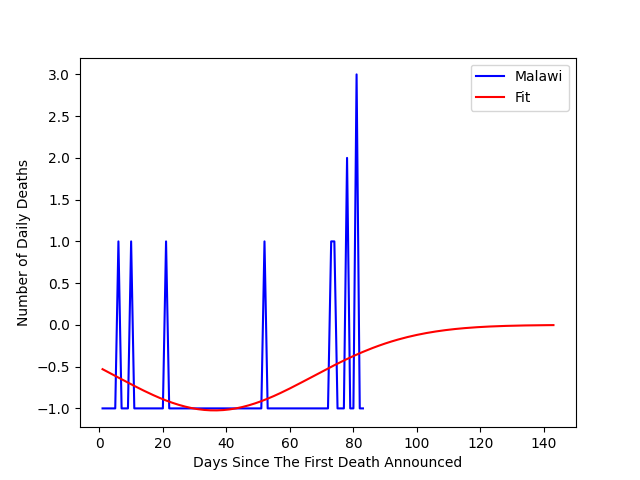 Malawi
Fit
3.0
2.5
2.0
1.5
1.0
0.5
0.0
−0.5
−1.0
Number of Daily Deaths
0 20 40 60 80 100 120 140
Days Since The First Death Announced